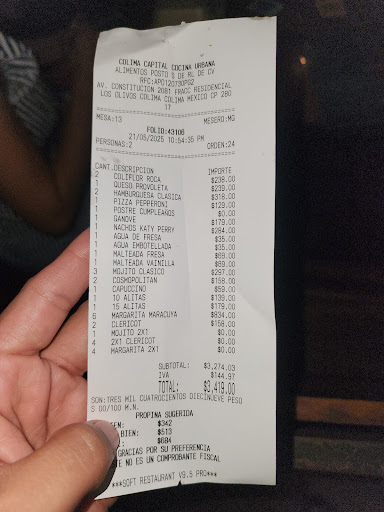 COLIMA CAPITAL COCINA URBANA
ALIMENTOS POSTO S DE RL DE CV
RFC:APO120730PG2
AV. CONSTITUCION 2081 FRACC RESIDENCIAL
LOS OLIVOS COLIMA COLIMA MEXICO CP 280
17
MESA:13 MESERO:MG
FOLIO:43106
21/05/2025 10:54:35 PM
PERSONAS:2 ORDEN:24
CANT.DESCRIPCION IMPORTE
2 COLIFLOR ROCA $238.00
1 QUESO PROVOLETA $239.00
2 HAMBURGUESA CLASICA $318.00
1 PIZZA PEPPERONI $129.00
1 POSTRE CUMPLEAÑOS $0.00
1 GANOVE $179.00
1 NACHOS KATY PERRY $284.00
1 AGUA DE FRESA $35.00
1 AGUA EMBOTELLADA $35.00
1 MALTEADA FRESA $69.00
1 MALTEADA VAINILLA $69.00
3 MOJITO CLASICO $297.00
2 COSMOPOLITAN $158.00
1 CAPUCCINO $59.00
1 10 ALITAS $139.00
1 15 ALITAS $179.00
6 MARGARITA MARACUYA $834.00
2 CLERICOT $158.00
1 MOJITO 2X1 $0.00
4 2X1 CLERICOT $0.00
4 MARGARITA 2X1 $0.00
SUBTOTAL: $3,274.03
IVA $144.97
TOTAL: $3,419.00
SON:TRES MIL CUATROCIENTOS DIECINUEVE PESO
S 00/100 M.N.
PROPINA SUGERIDA
EN: $342
BIEN: $513
: $684
GRACIAS POR SU PREFERENCIA
TE NO ES UN COMPROBANTE FISCAL
***SOFT RESTAURANT V9.5 PRO***